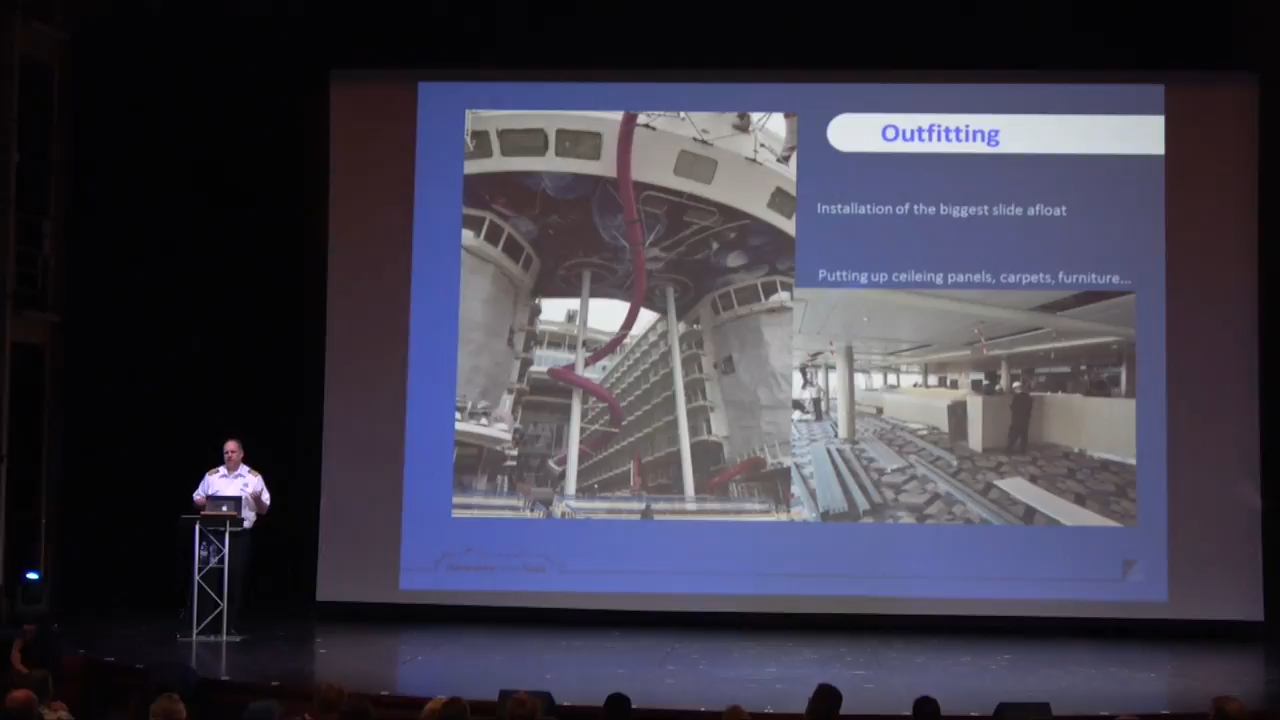 Outfitting
Installation of the biggest slide afloat
Putting up ceileing panels, carpets, furniture...